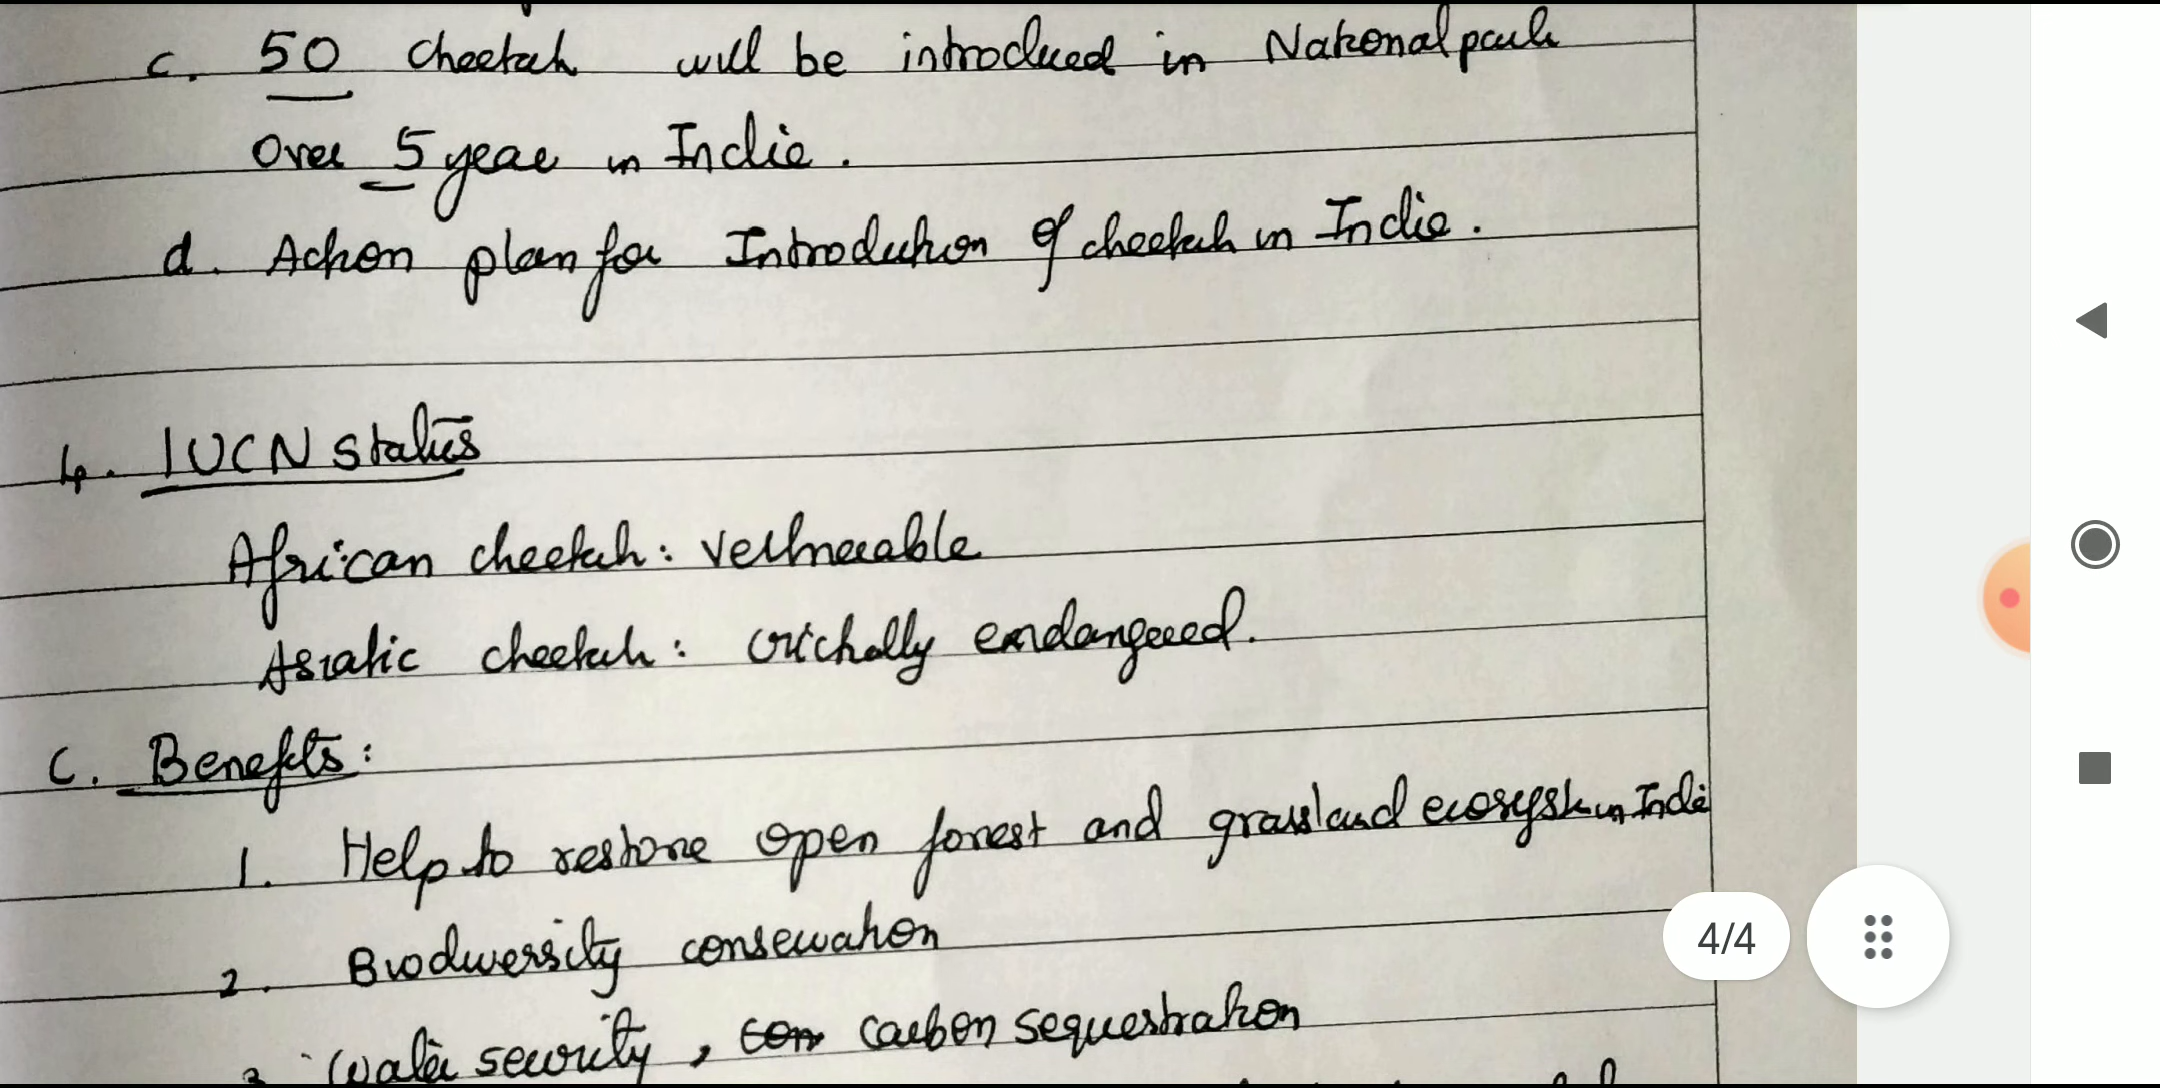 c. 50 cheetah will be introduced in National park
over 5 year in India.
d. Action plan for Introduction of cheetah in India.
4. IUCN status
African cheetah: vulnerable
Asiatic cheetah: critically endangered.
C. Benefits:
1. Help to restore open forest and grassland ecosystem in India
2. Biodiversity conservation
3. Water security, con carbon sequestration
4/4